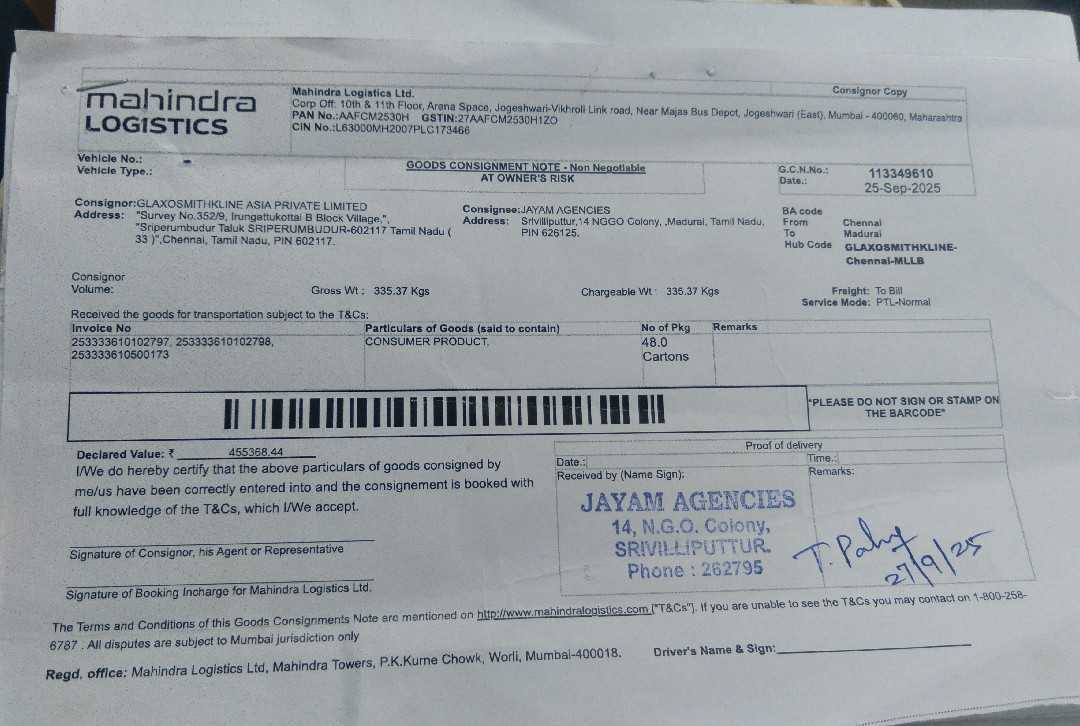 mahindra
LOGISTICS
Mahindra Logistics Ltd.
Corp Off: 10th & 11th Floor, Arena Space, Jogeshwari-Vikhroli Link road, Near Majas Bus Depot, Jogeshwari (East), Mumbai - 400060, Maharashtra
PAN No.:AAFCM2530H GSTIN:27AAFCM2530H1ZO
CIN No.:L63000MH2007PLC173466
Consignor Copy
Vehicle No.: -
Vehicle Type.:
GOODS CONSIGNMENT NOTE - Non Negotiable
AT OWNER'S RISK
G.C.N.No.: 113349610
Date.: 25-Sep-2025
Consignor:GLAXOSMITHKLINE ASIA PRIVATE LIMITED
Address: "Survey No.352/9, Irungattukottai B Block Village,",
"Sriperumbudur Taluk SRIPERUMBUDUR-602117 Tamil Nadu (
33 )",Chennai, Tamil Nadu, PIN 602117.
Consignee:JAYAM AGENCIES
Address: Srivilliputtur,14 NGGO Colony, ,Madurai, Tamil Nadu,
PIN 626125.
BA code
From Chennai
To Madurai
Hub Code GLAXOSMITHKLINE-
Chennai-MLLB
Consignor
Volume:
Gross Wt : 335.37 Kgs
Chargeable Wt : 335.37 Kgs
Freight: To Bill
Service Mode: PTL-Normal
Received the goods for transportation subject to the T&Cs:
Invoice No Particulars of Goods (said to contain) No of Pkg Remarks
253333610102797, 253333610102798, CONSUMER PRODUCT. 48.0
253333610500173 Cartons
*PLEASE DO NOT SIGN OR STAMP ON
THE BARCODE*
Declared Value: ₹ 455368.44
I/We do hereby certify that the above particulars of goods consigned by
me/us have been correctly entered into and the consignement is booked with
full knowledge of the T&Cs, which I/We accept.
Signature of Consignor, his Agent or Representative
Signature of Booking Incharge for Mahindra Logistics Ltd.
Proof of delivery
Date.: Time.:
Received by (Name Sign): Remarks:
JAYAM AGENCIES
14, N.G.O. Colony,
SRIVILLIPUTTUR.
Phone : 262795
27/9/25
The Terms and Conditions of this Goods Consignments Note are mentioned on http://www.mahindralogistics.com ["T&Cs"]. If you are unable to see the T&Cs you may contact on 1-800-258-
6787 . All disputes are subject to Mumbai jurisdiction only
Regd. office: Mahindra Logistics Ltd, Mahindra Towers, P.K.Kurne Chowk, Worli, Mumbai-400018.
Driver's Name & Sign: